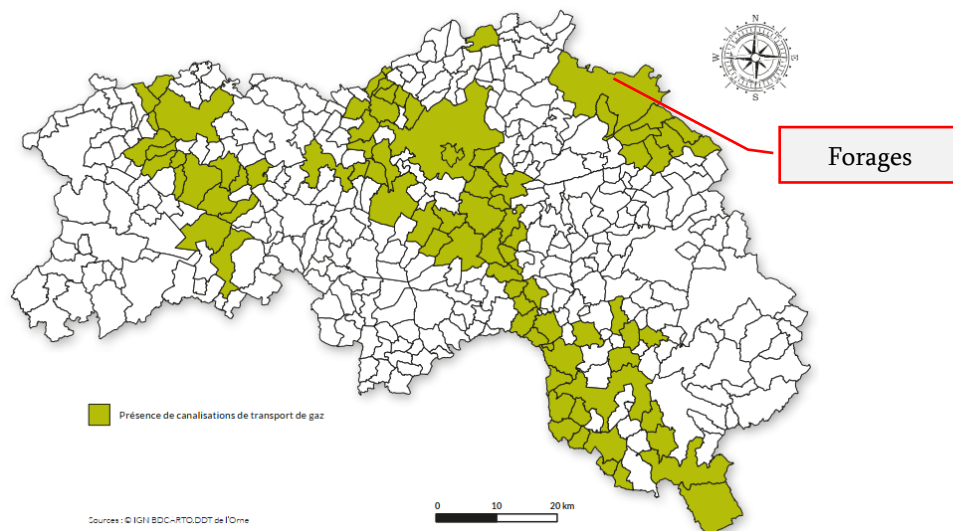 N
W
E
S
Forages
Présence de canalisations de transport de gaz
0 10 20 km
Sources : © IGN BDCARTO,DDT de l'Orne